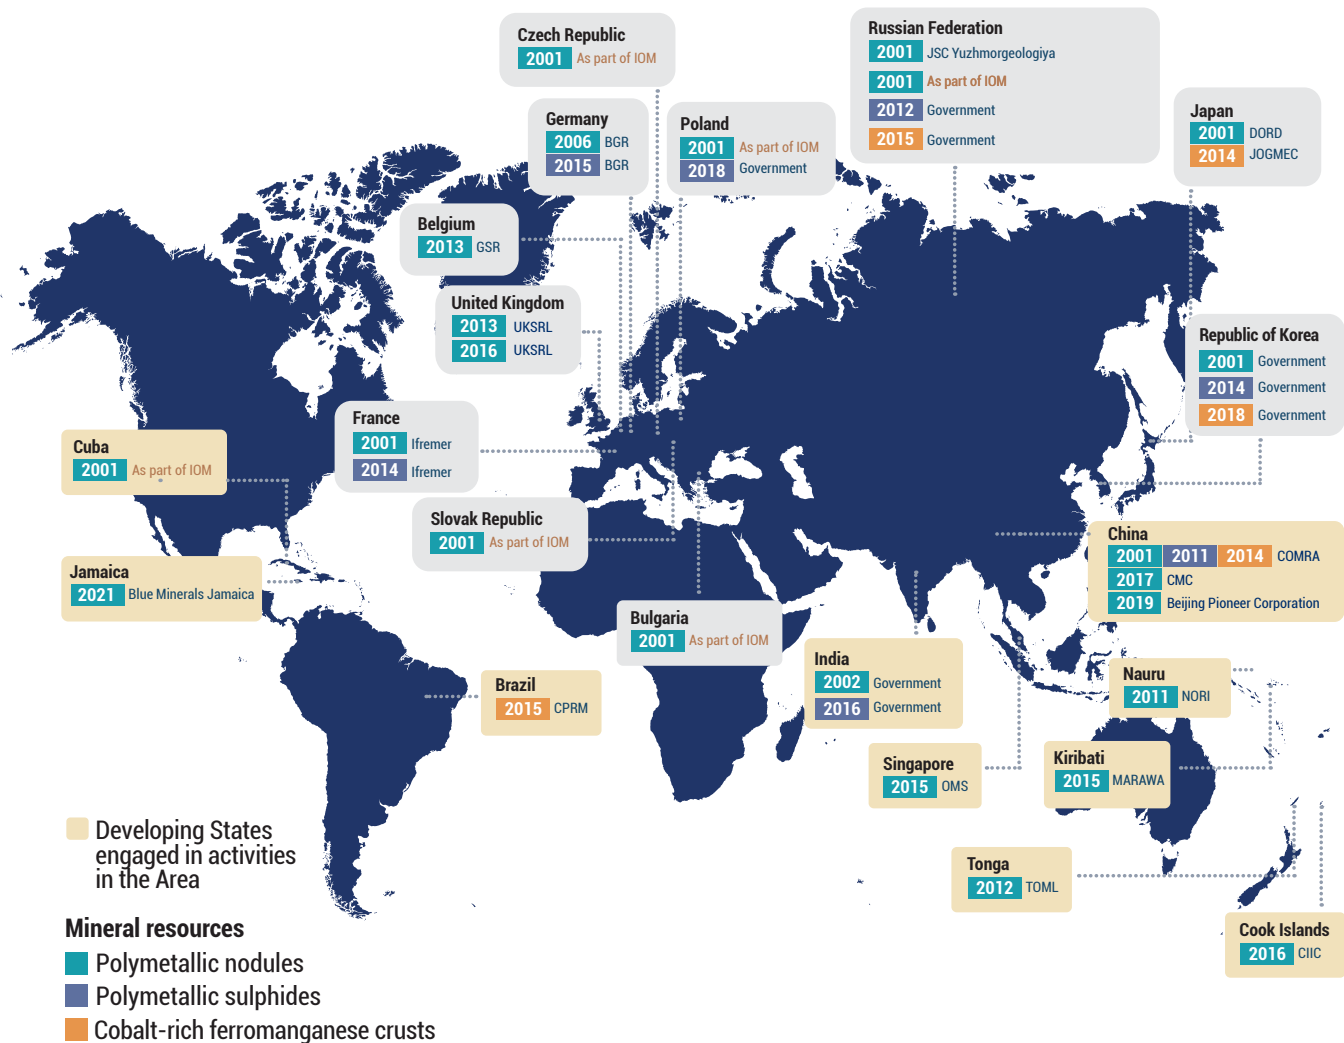 Czech Republic
2001 As part of IOM
Russian Federation
2001 JSC Yuzhmorgeologiya
2001 As part of IOM
2012 Government
2015 Government
Japan
2001 DORD
2014 JOGMEC
Germany
2006 BGR
2015 BGR
Poland
2001 As part of IOM
2018 Government
Belgium
2013 GSR
United Kingdom
2013 UKSRL
2016 UKSRL
Republic of Korea
2001 Government
2014 Government
2018 Government
France
2001 Ifremer
2014 Ifremer
Cuba
2001 As part of IOM
Slovak Republic
2001 As part of IOM
China
2001 2011 2014 COMRA
2017 CMC
2019 Beijing Pioneer Corporation
Jamaica
2021 Blue Minerals Jamaica
Bulgaria
2001 As part of IOM
India
2002 Government
2016 Government
Nauru
2011 NORI
Brazil
2015 CPRM
Singapore
2015 OMS
Kiribati
2015 MARAWA
Tonga
2012 TOML
Cook Islands
2016 CIIC
Developing States
engaged in activities
in the Area
Mineral resources
Polymetallic nodules
Polymetallic sulphides
Cobalt-rich ferromanganese crusts